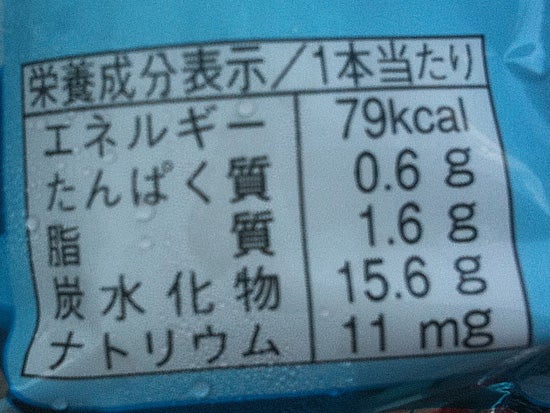 栄養成分表示/1本当たり
エネルギー 79kcal
たんぱく質 0.6 g
脂質 1.6 g
炭水化物 15.6 g
ナトリウム 11 mg